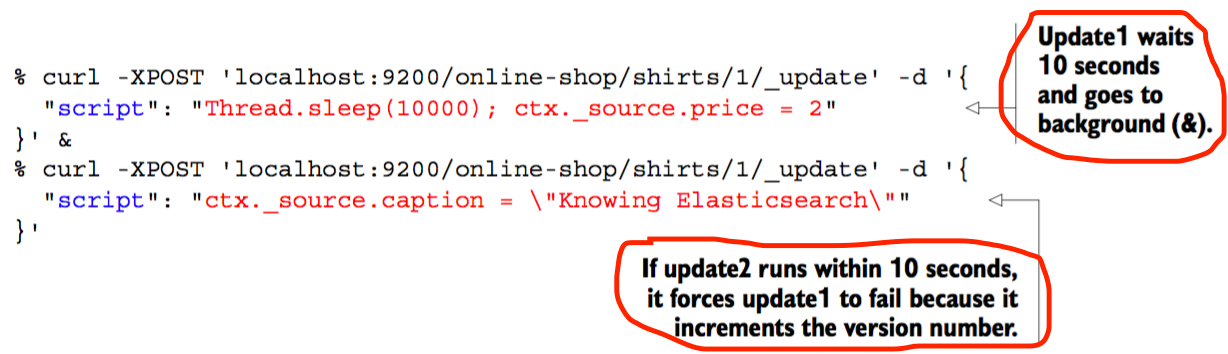 Update1 waits
10 seconds
and goes to
background (&).
% curl -XPOST 'localhost:9200/online-shop/shirts/1/_update' -d '{
"script": "Thread.sleep(10000); ctx._source.price = 2"
}' &
% curl -XPOST 'localhost:9200/online-shop/shirts/1/_update' -d '{
"script": "ctx._source.caption = \"Knowing Elasticsearch\""
}'
If update2 runs within 10 seconds,
it forces update1 to fail because it
increments the version number.